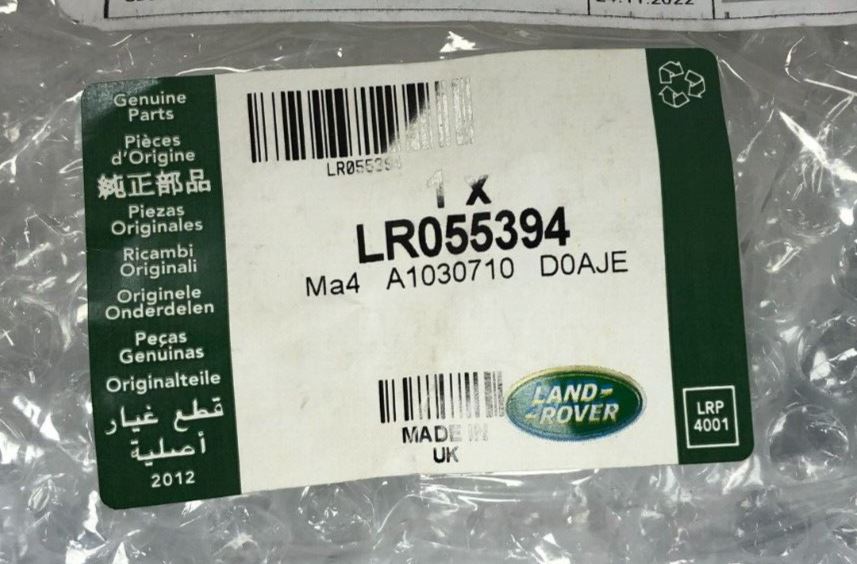 Genuine
Parts
Pièces
d'Origine
純正部品
Piezas
Originales
Ricambi
Originali
Originele
Onderdelen
Peças
Genuínas
Originalteile
قطع غيار
أصلية
2012
LR055394
1 X
LR055394
Ma4 A1030710 D0AJE
MADE IN
UK
LAND-
-ROVER
LRP
4001